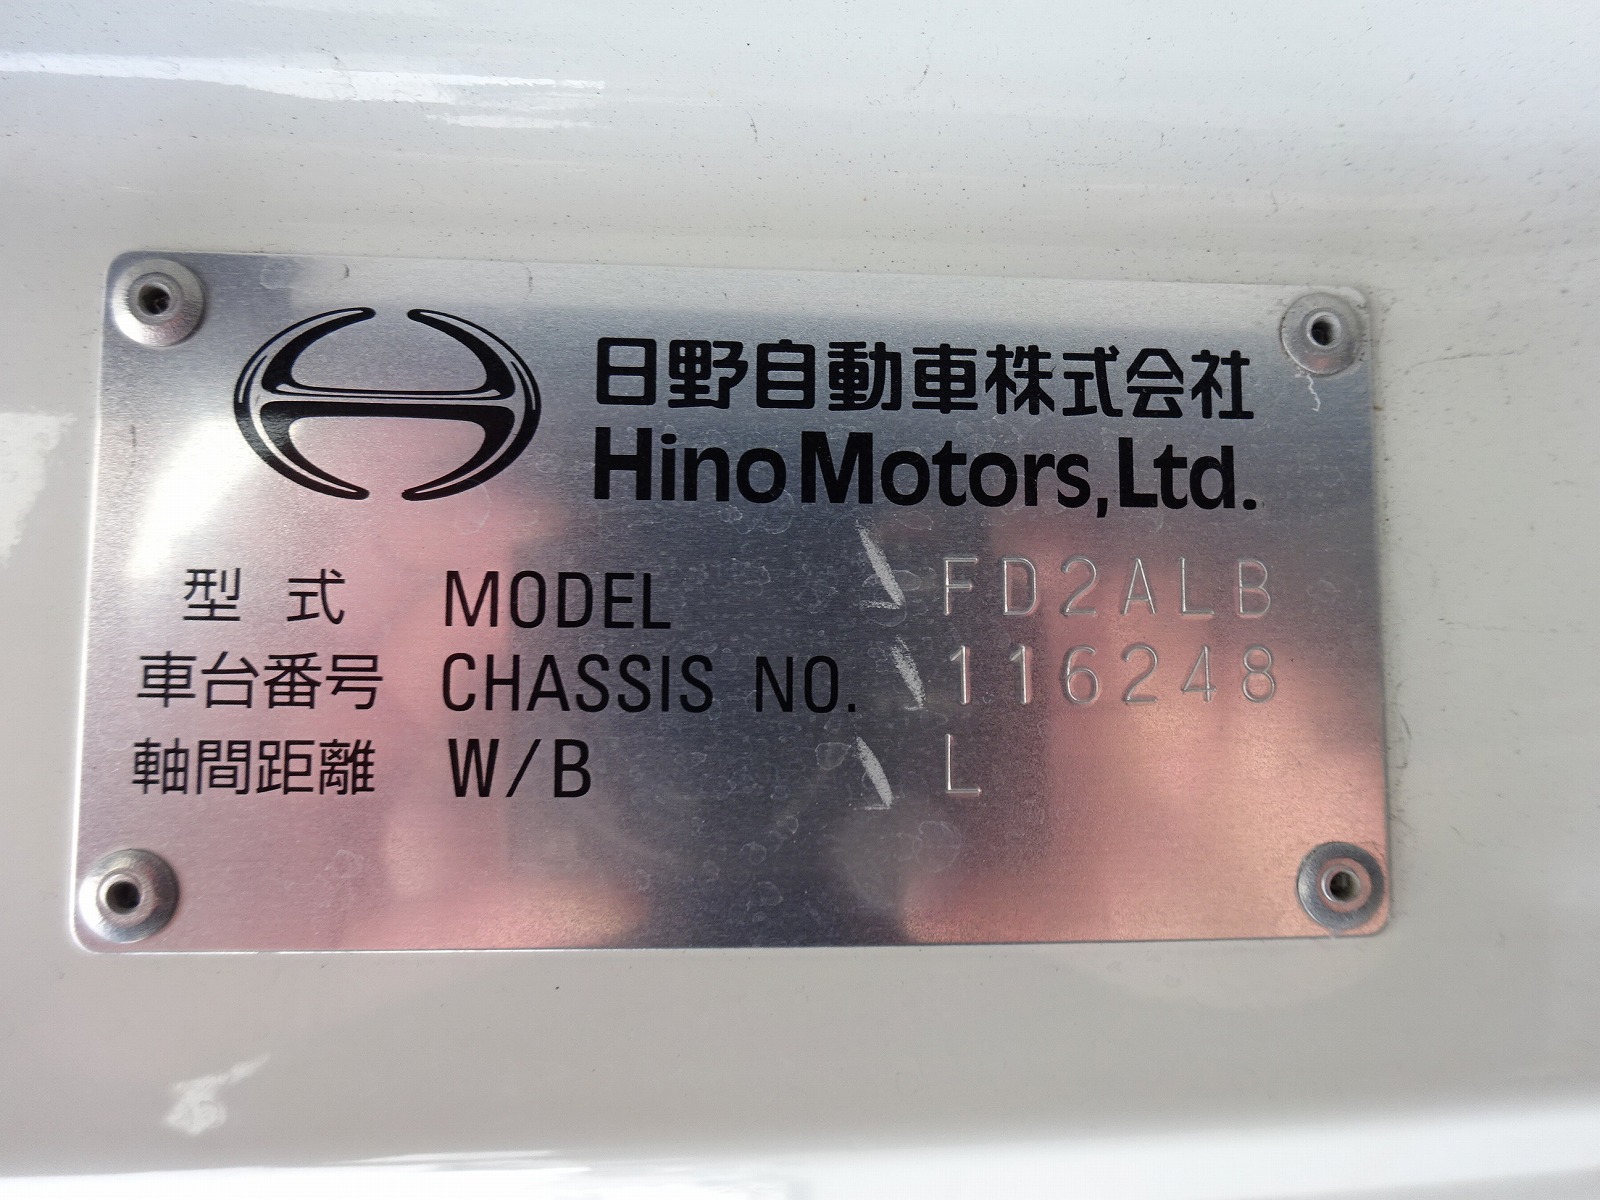 日野自動車株式会社
Hino Motors, Ltd.
型式 MODEL FD2ALB
車台番号 CHASSIS NO. 116248
軸間距離 W/B L